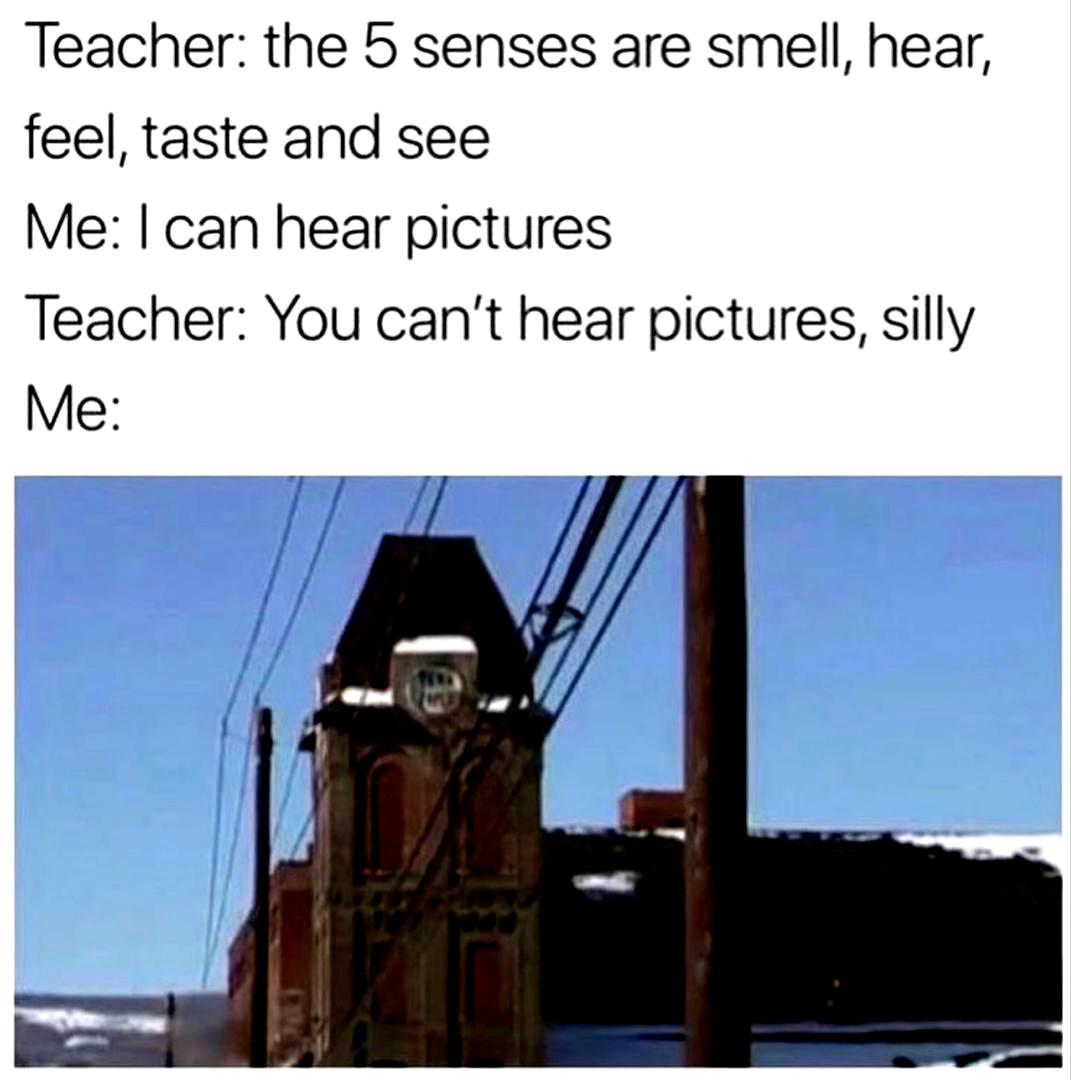 Teacher: the 5 senses are smell, hear,
feel, taste and see
Me: I can hear pictures
Teacher: You can’t hear pictures, silly
Me: